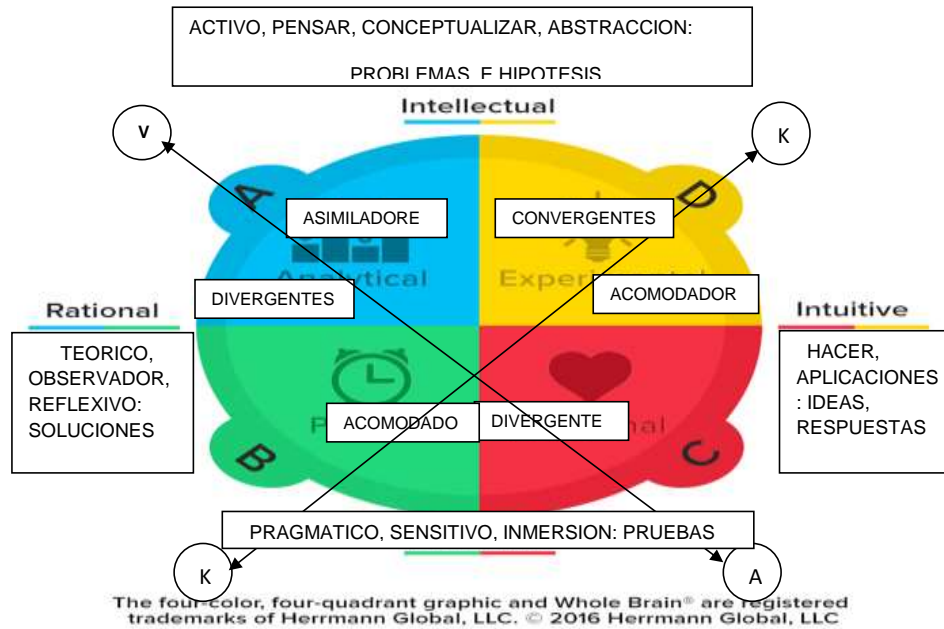 ACTIVO, PENSAR, CONCEPTUALIZAR, ABSTRACCION:
PROBLEMAS E HIPOTESIS
Intellectual
V
K
A
D
ASIMILADORE
CONVERGENTES
Analytical
DIVERGENTES
ACOMODADOR
Rational
Intuitive
TEORICO,
OBSERVADOR,
REFLEXIVO:
SOLUCIONES
HACER,
APLICACIONES
: IDEAS,
RESPUESTAS
ACOMODADO
DIVERGENTE
B
C
PRAGMATICO, SENSITIVO, INMERSION: PRUEBAS
K
A
The four-color, four-quadrant graphic and Whole Brain® are registered
trademarks of Herrmann Global, LLC. © 2016 Herrmann Global, LLC